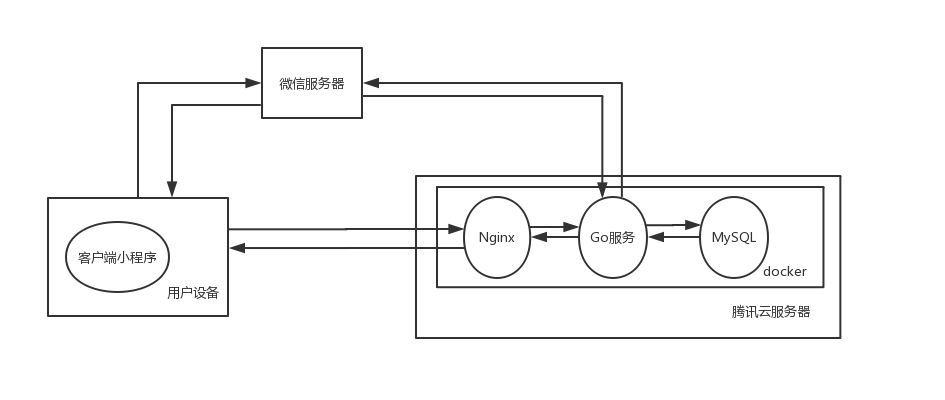 微信服务器
客户端小程序
用户设备
Nginx
Go服务
MySQL
docker
腾讯云服务器